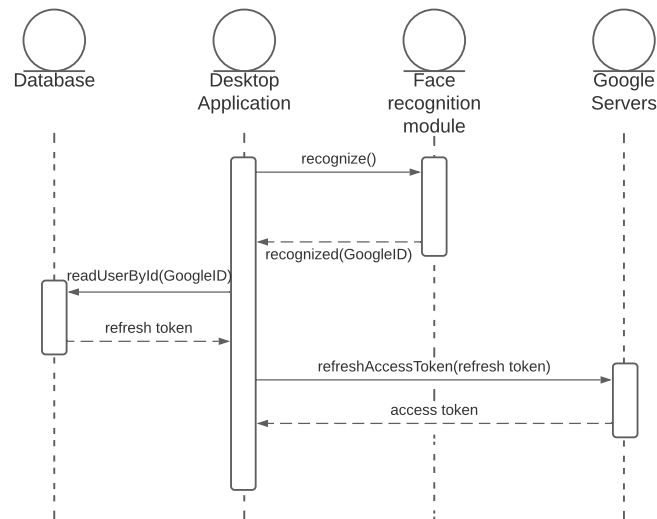 Database
Desktop
Application
Face
recognition
module
Google
Servers
recognize()
recognized(GoogleID)
readUserById(GoogleID)
refresh token
refreshAccessToken(refresh token)
access token